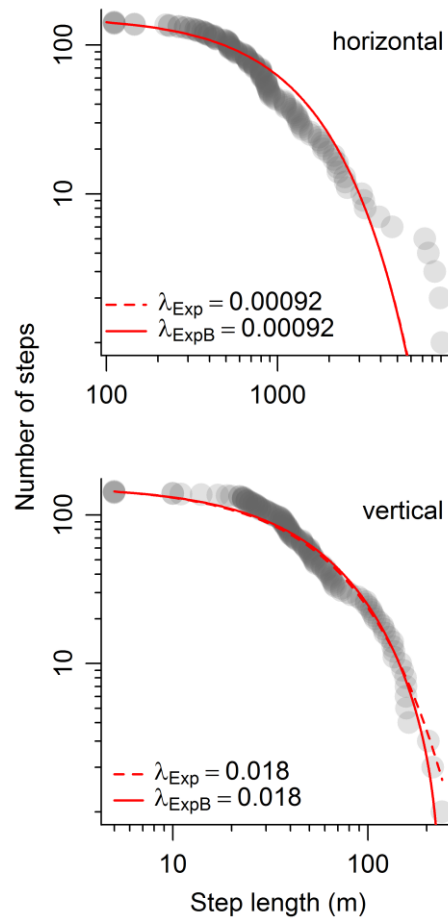 horizontal
100
10
λExp = 0.00092
λExpB = 0.00092
100
1000
Number of steps
vertical
100
10
λExp = 0.018
λExpB = 0.018
10
100
Step length (m)